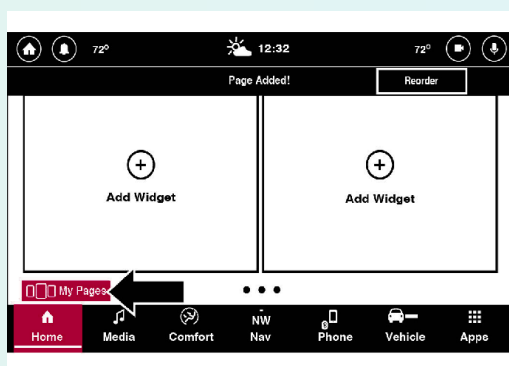 72° 12:32 72°
Page Added! Reorder
Add Widget Add Widget
My Pages
NW
Home Media Comfort Nav Phone Vehicle Apps